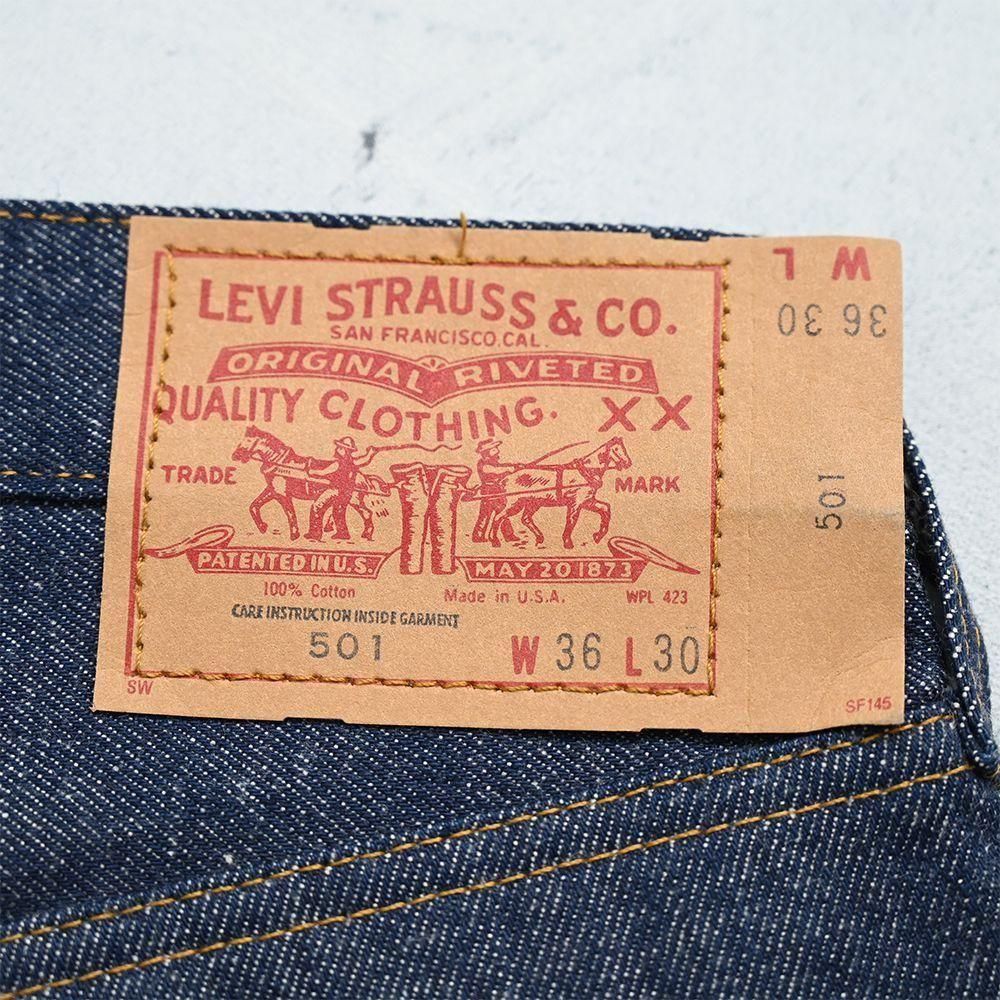 LEVI STRAUSS & CO.
SAN FRANCISCO, CAL.
ORIGINAL RIVETED
QUALITY CLOTHING. XX
TRADE MARK
PATENTED IN U.S. MAY 20 1873
100% Cotton Made in U.S.A. WPL 423
CARE INSTRUCTION INSIDE GARMENT
501 W 36 L 30
SW
W L
36 30
501
SF145